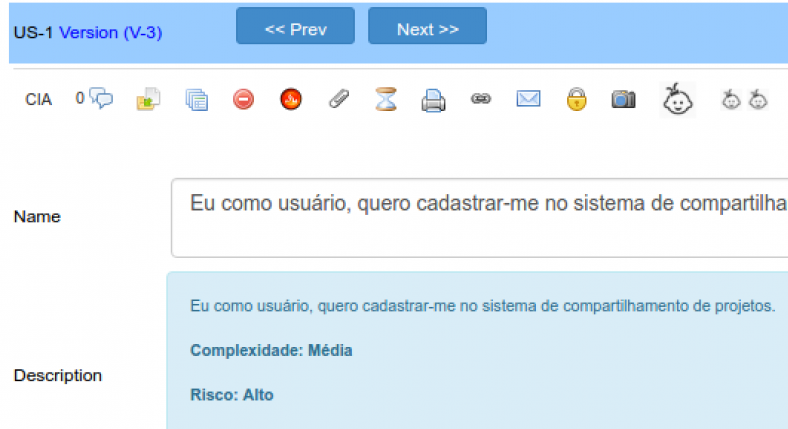 US-1 Version (V-3) << Prev Next >>
CIA 0
Name
Eu como usuário, quero cadastrar-me no sistema de compartilha
Eu como usuário, quero cadastrar-me no sistema de compartilhamento de projetos.
Complexidade: Média
Description
Risco: Alto